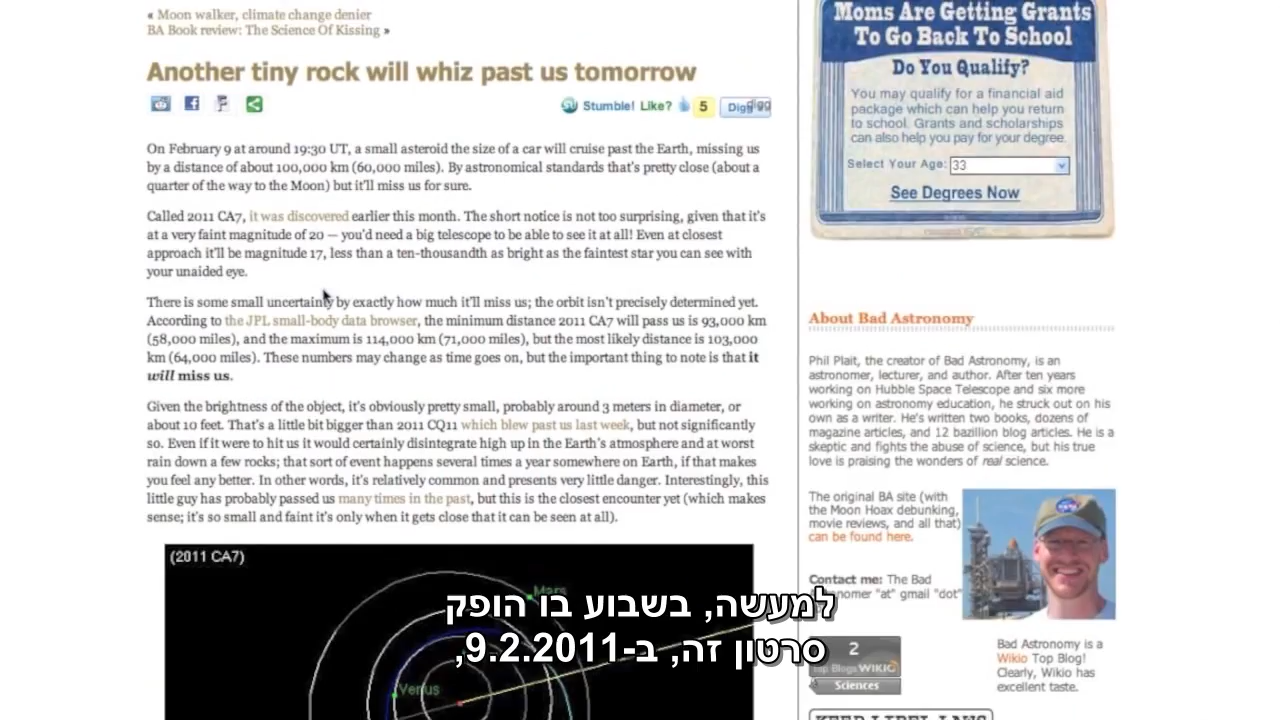 « Moon walker, climate change denier
BA Book review: The Science Of Kissing »
Another tiny rock will whiz past us tomorrow
Stumble! Like? 5 Digg
On February 9 at around 19:30 UT, a small asteroid the size of a car will cruise past the Earth, missing us
by a distance of about 100,000 km (60,000 miles). By astronomical standards that's pretty close (about a
quarter of the way to the Moon) but it'll miss us for sure.
Called 2011 CA7, it was discovered earlier this month. The short notice is not too surprising, given that it's
at a very faint magnitude of 20 — you'd need a big telescope to be able to see it at all! Even at closest
approach it'll be magnitude 17, less than a ten-thousandth as bright as the faintest star you can see with
your unaided eye.
There is some small uncertainty by exactly how much it'll miss us; the orbit isn't precisely determined yet.
According to the JPL small-body data browser, the minimum distance 2011 CA7 will pass us is 93,000 km
(58,000 miles), and the maximum is 114,000 km (71,000 miles), but the most likely distance is 103,000
km (64,000 miles). These numbers may change as time goes on, but the important thing to note is that it
will miss us.
Given the brightness of the object, it's obviously pretty small, probably around 3 meters in diameter, or
about 10 feet. That's a little bit bigger than 2011 CQ11 which blew past us last week, but not significantly
so. Even if it were to hit us it would certainly disintegrate high up in the Earth's atmosphere and at worst
rain down a few rocks; that sort of event happens several times a year somewhere on Earth, if that makes
you feel any better. In other words, it's relatively common and presents very little danger. Interestingly, this
little guy has probably passed us many times in the past, but this is the closest encounter yet (which makes
sense; it's so small and faint it's only when it gets close that it can be seen at all).
(2011 CA7)
Mars
Venus
Moms Are Getting Grants
To Go Back To School
Do You Qualify?
You may qualify for a financial aid
package which can help you return
to school. Grants and scholarships
can also help you pay for your degree.
Select Your Age: 33
See Degrees Now
About Bad Astronomy
Phil Plait, the creator of Bad Astronomy, is an
astronomer, lecturer, and author. After ten years
working on Hubble Space Telescope and six more
working on astronomy education, he struck out on his
own as a writer. He's written two books, dozens of
magazine articles, and 12 bazillion blog articles. He is a
skeptic and fights the abuse of science, but his true
love is praising the wonders of real science.
The original BA site (with
the Moon Hoax debunking,
movie reviews, and all that)
can be found here.
Contact me: The Bad
Astronomer "at" gmail "dot"
2
Top Blogs WIKIO
Sciences
Bad Astronomy is a
Wikio Top Blog!
Clearly, Wikio has
excellent taste.
למעשה, בשבוע בו הופק
סרטון זה, ב-9.2.2011,